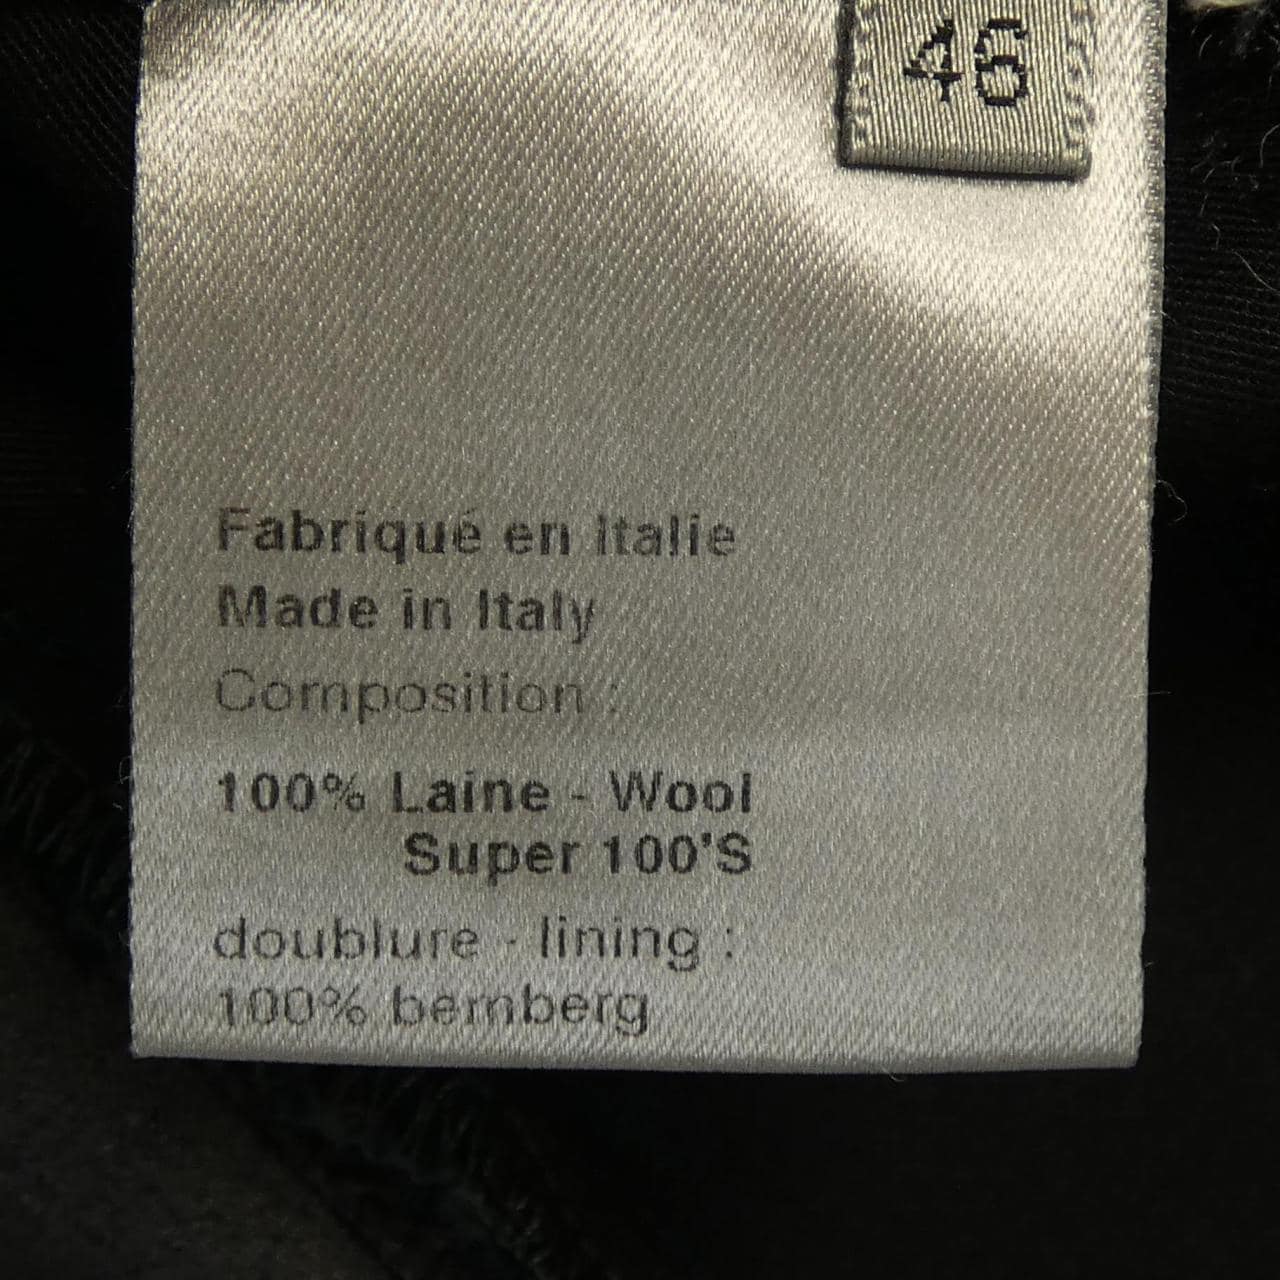 46
Fabriqué en Italie
Made in Italy
Composition :
100% Laine - Wool
Super 100'S
doublure - lining :
100% bemberg